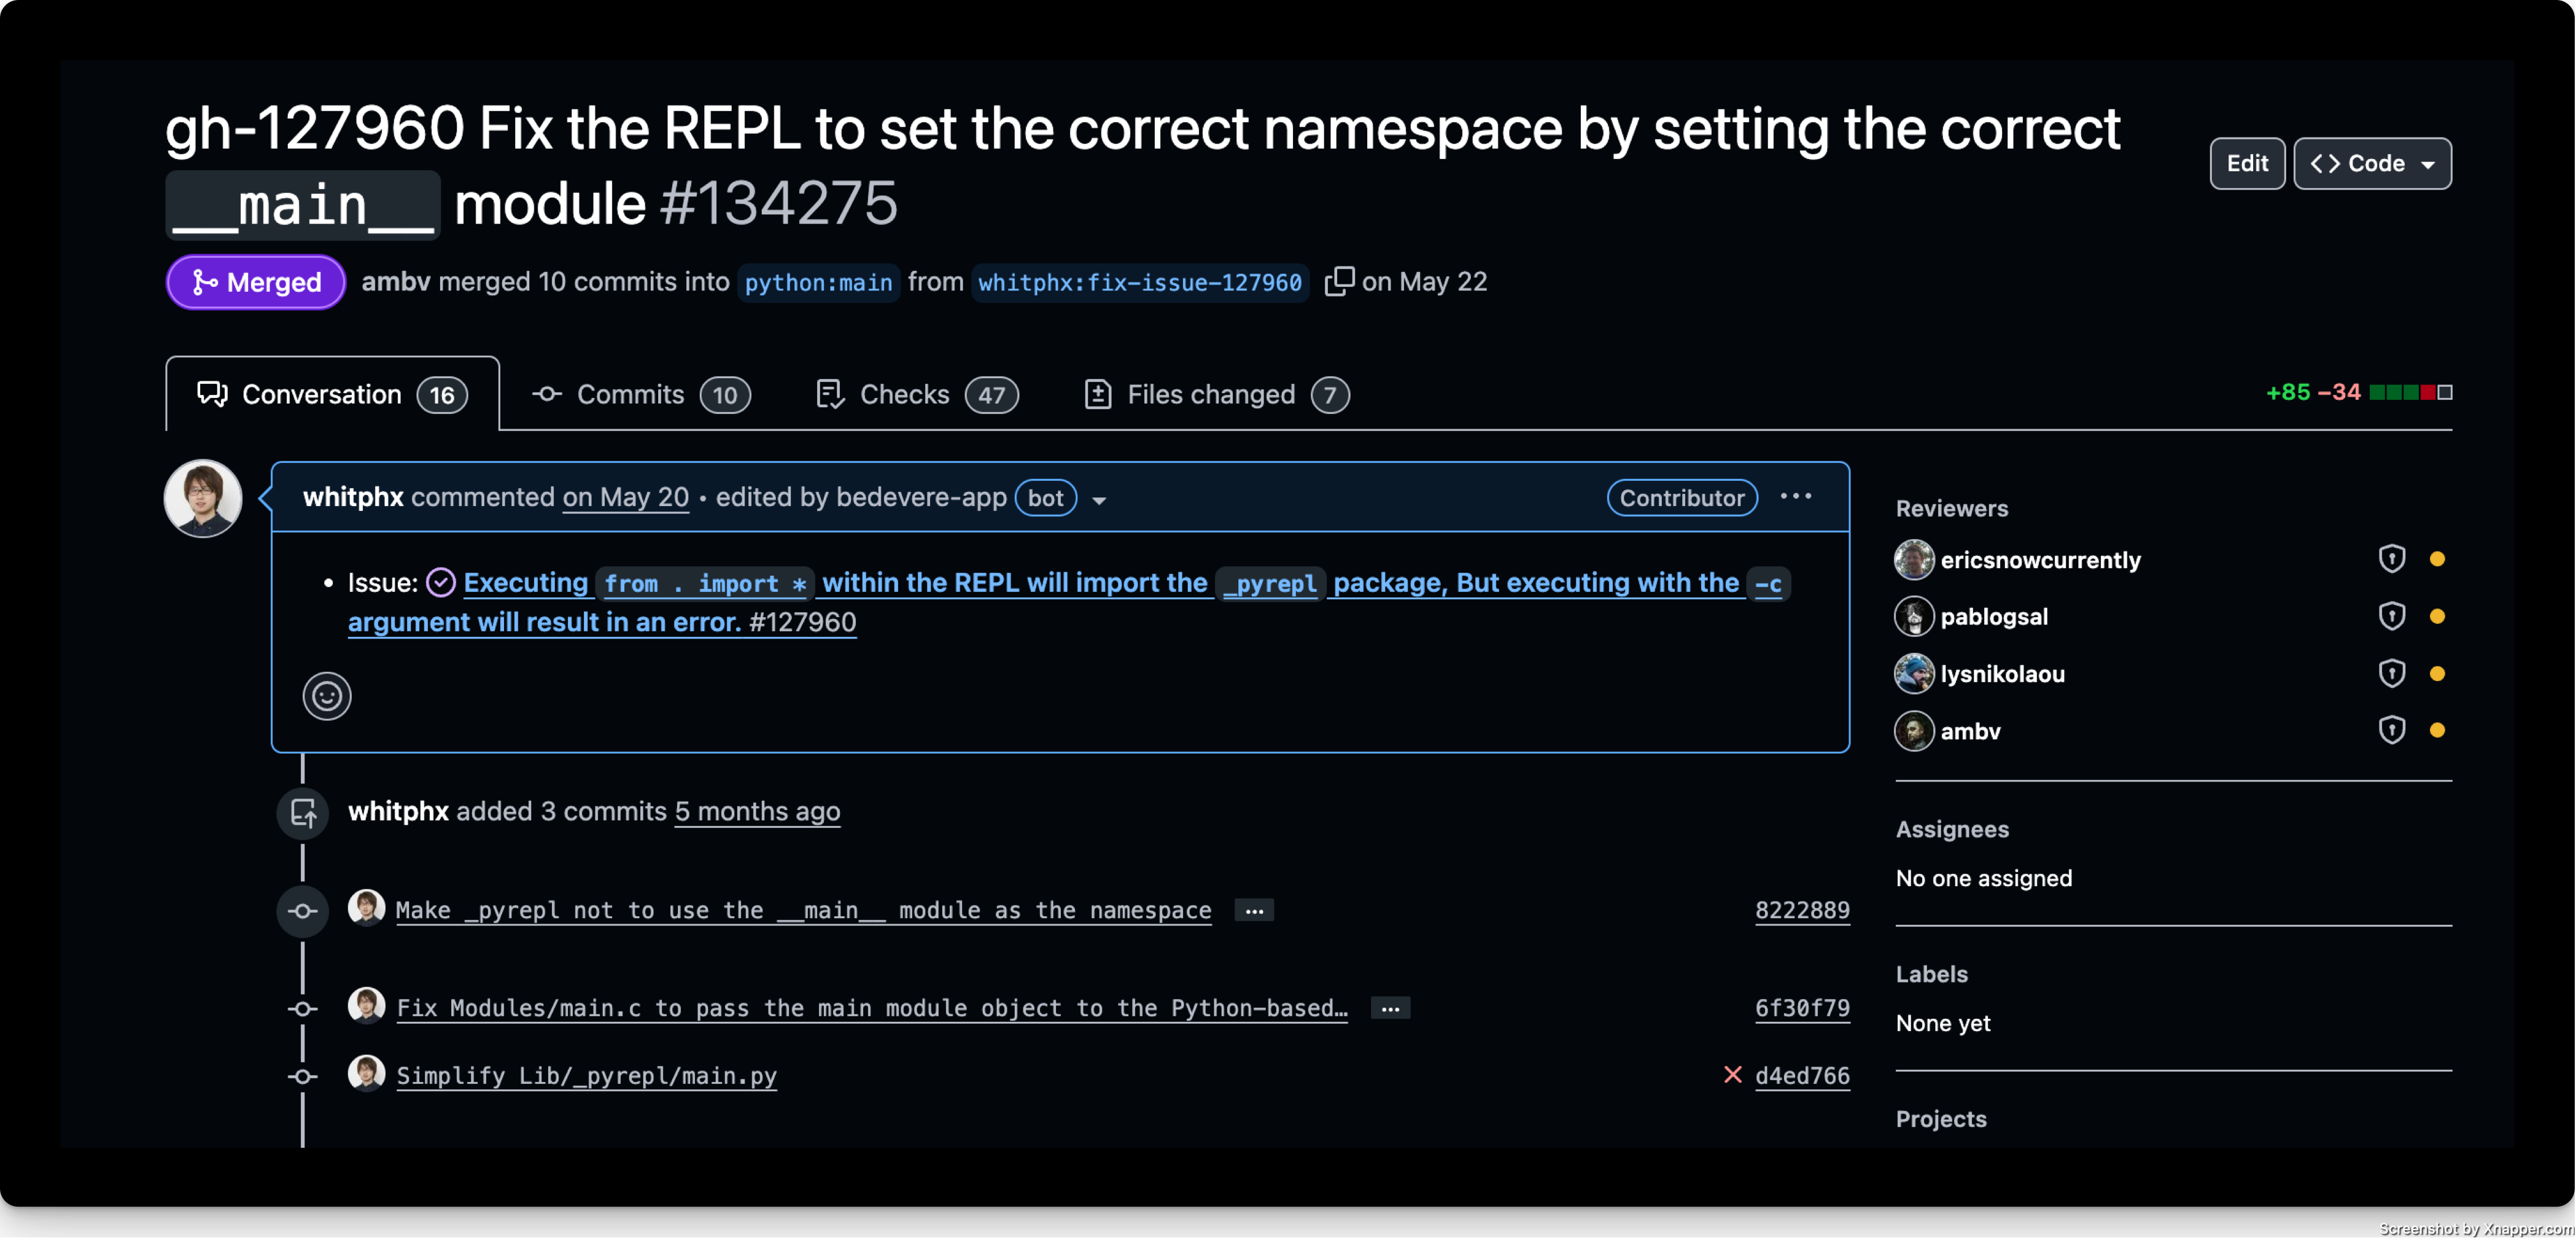 gh-127960 Fix the REPL to set the correct namespace by setting the correct
__main__ module #134275
Edit
Code
Merged
ambv merged 10 commits into python:main from whitphx:fix-issue-127960 on May 22
Conversation 16
Commits 10
Checks 47
Files changed 7
+85 −34
whitphx commented on May 20 • edited by bedevere-app bot
Contributor
• Issue: Executing from . import * within the REPL will import the _pyrepl package, But executing with the -c
argument will result in an error. #127960
whitphx added 3 commits 5 months ago
Make _pyrepl not to use the __main__ module as the namespace ...
8222889
Fix Modules/main.c to pass the main module object to the Python-based… ...
6f30f79
Simplify Lib/_pyrepl/main.py
d4ed766
Reviewers
ericsnowcurrently
pablogsal
lysnikolaou
ambv
Assignees
No one assigned
Labels
None yet
Projects
Screenshot by Xnapper.com